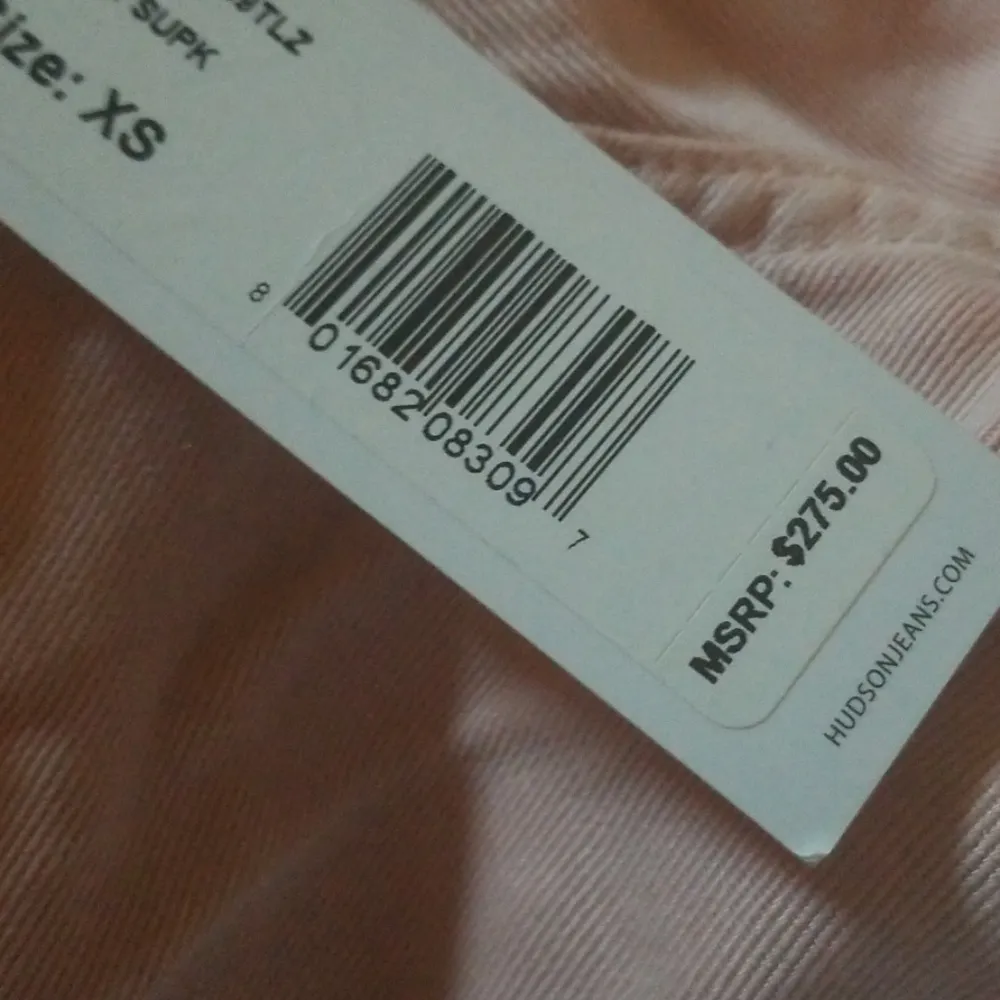 SUPK
Size: XS
8 01682 08309 7
MSRP: $275.00
HUDSONJEANS.COM